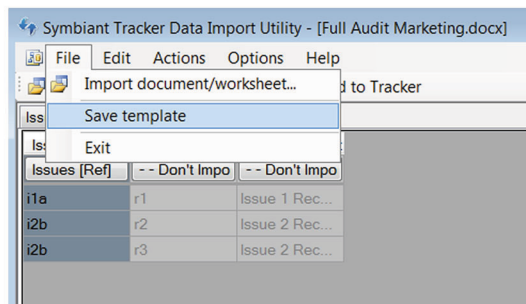 Symbiant Tracker Data Import Utility - [Full Audit Marketing.docx]
File Edit Actions Options Help
Import document/worksheet...
to Tracker
Save template
Exit
Issues [Ref] - - Don't Impo - - Don't Impo
i1a r1 Issue 1 Rec...
i2b r2 Issue 2 Rec...
i2b r3 Issue 2 Rec...